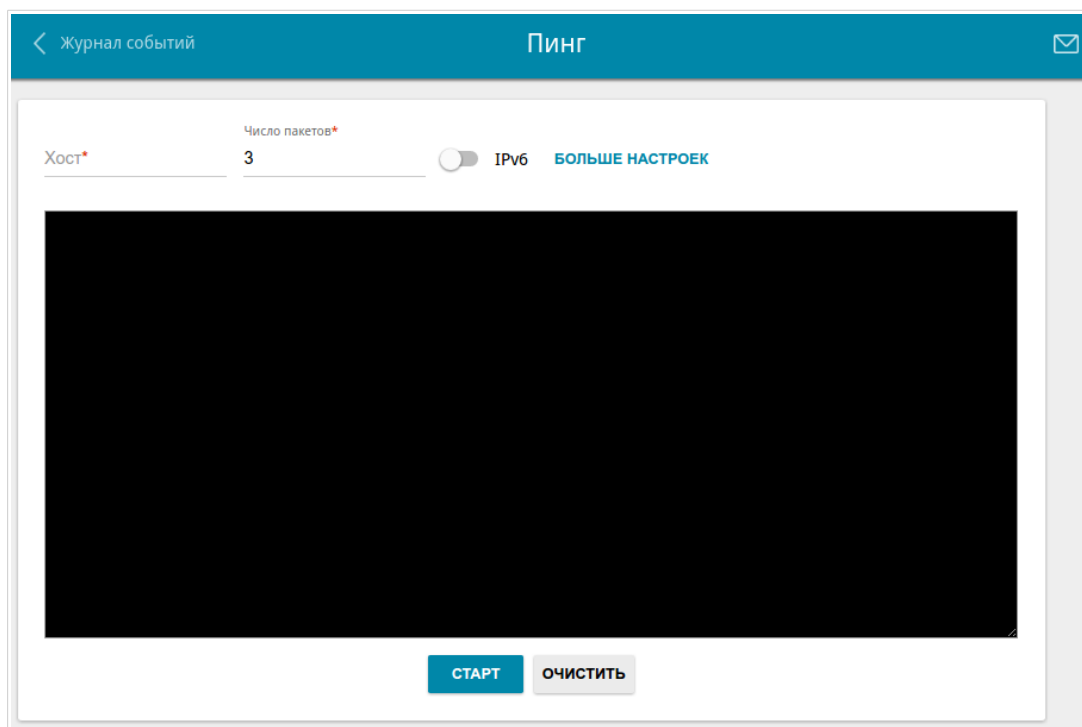 Журнал событий
Пинг
Число пакетов*
Хост*
3
IPv6
БОЛЬШЕ НАСТРОЕК
СТАРТ
ОЧИСТИТЬ